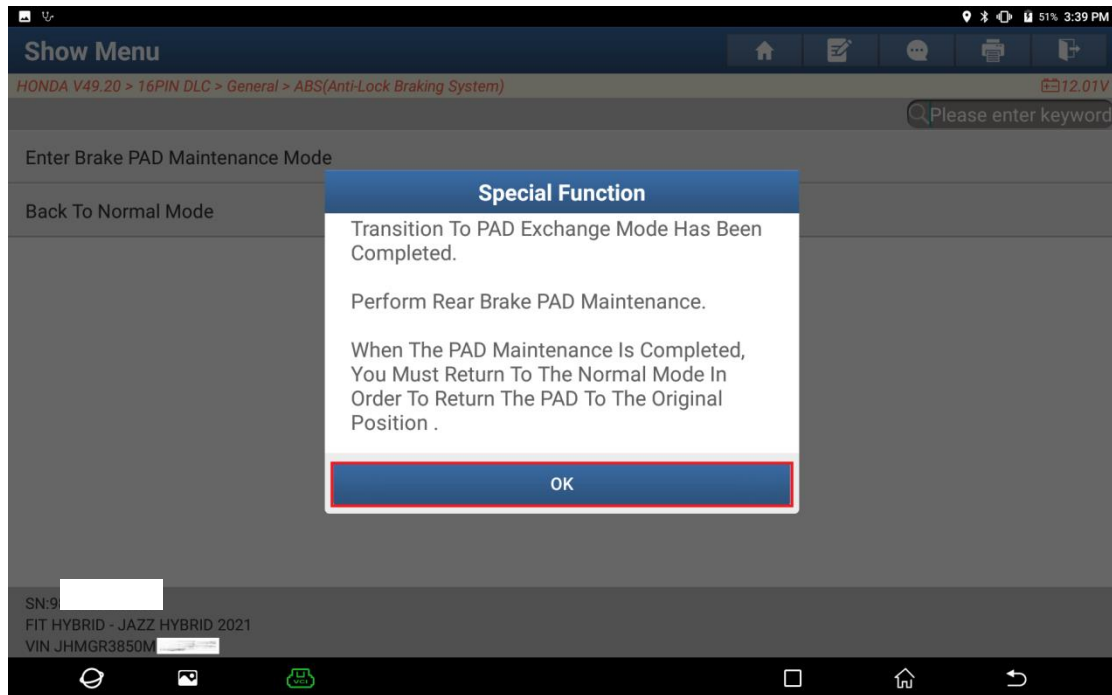 51% 3:39 PM
Show Menu
HONDA V49.20 > 16PIN DLC > General > ABS(Anti-Lock Braking System)
12.01V
Please enter keyword
Enter Brake PAD Maintenance Mode
Back To Normal Mode
Special Function
Transition To PAD Exchange Mode Has Been
Completed.
Perform Rear Brake PAD Maintenance.
When The PAD Maintenance Is Completed,
You Must Return To The Normal Mode In
Order To Return The PAD To The Original
Position .
OK
SN:9
FIT HYBRID - JAZZ HYBRID 2021
VIN JHMGR3850M
VCI